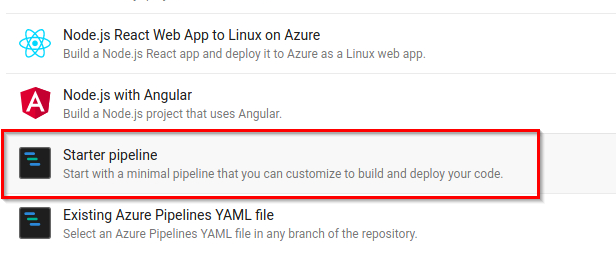 Node.js React Web App to Linux on Azure
Build a Node.js React app and deploy it to Azure as a Linux web app.
Node.js with Angular
Build a Node.js project that uses Angular.
Starter pipeline
Start with a minimal pipeline that you can customize to build and deploy your code.
Existing Azure Pipelines YAML file
Select an Azure Pipelines YAML file in any branch of the repository.